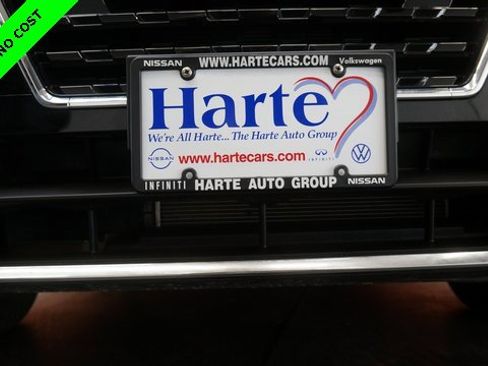 NO COST
NISSAN WWW.HARTECARS.COM Volkswagen
Harte
We're All Harte... The Harte Auto Group
www.hartecars.com
INFINITI
INFINITI HARTE AUTO GROUP NISSAN